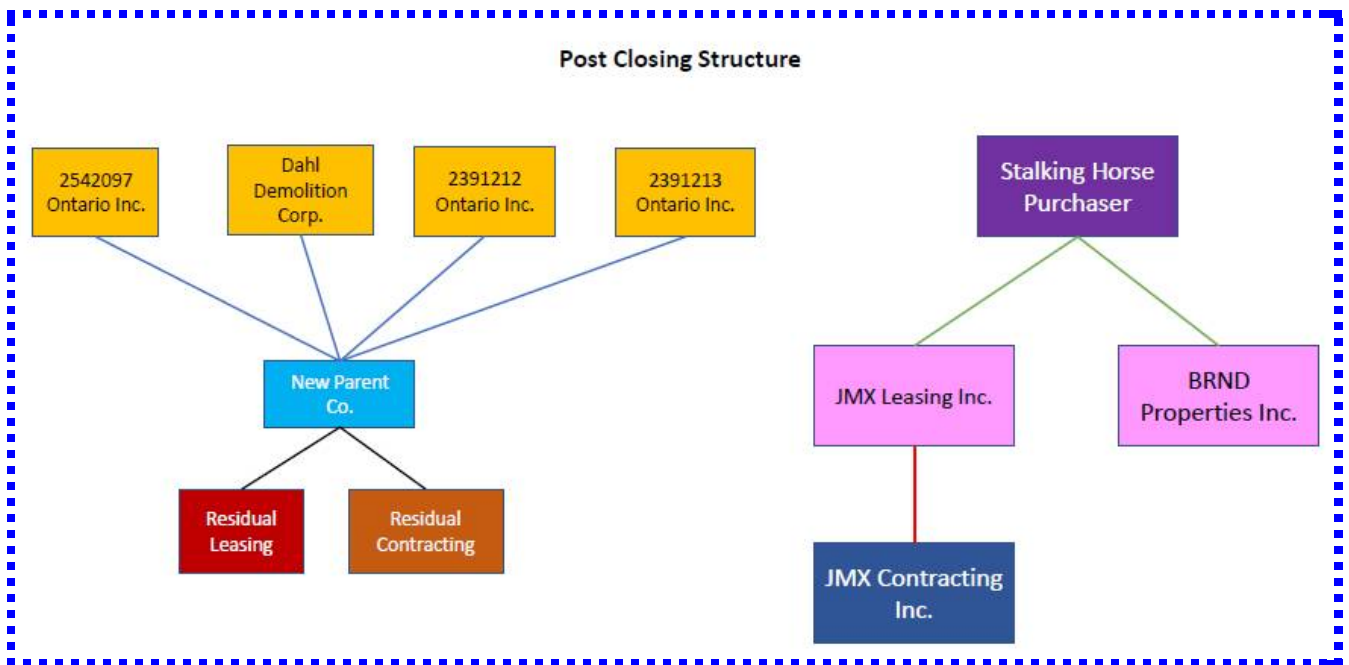 Post Closing Structure
2542097
Ontario Inc.
Dahl
Demolition
Corp.
2391212
Ontario Inc.
2391213
Ontario Inc.
Stalking Horse
Purchaser
New Parent
Co.
JMX Leasing Inc.
BRND
Properties Inc.
Residual
Leasing
Residual
Contracting
JMX Contracting
Inc.